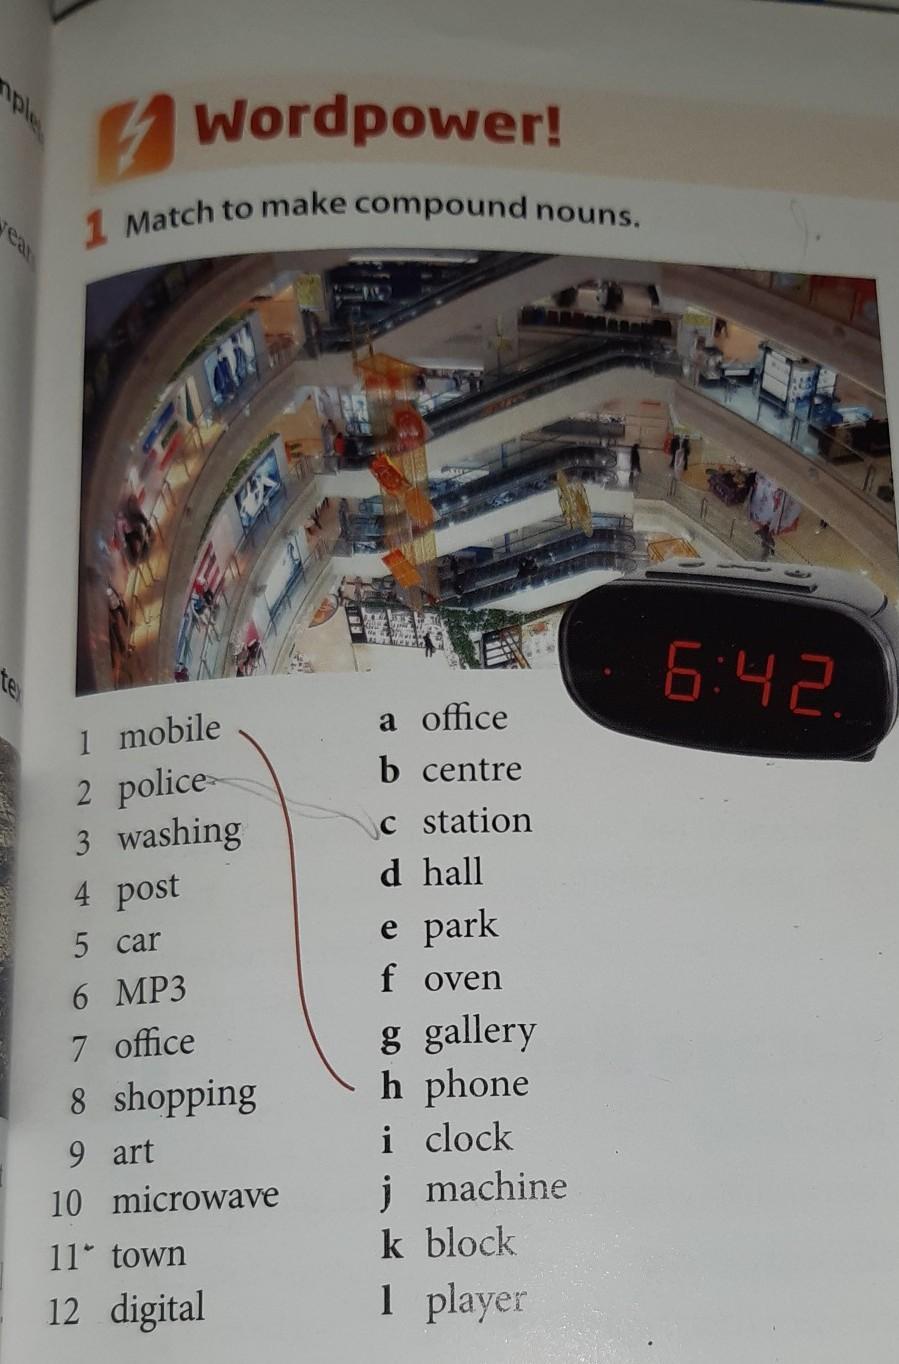 Wordpower!
1 Match to make compound nouns.
6:42
1 mobile
2 police
3 washing
4 post
5 car
6 MP3
7 office
8 shopping
9 art
10 microwave
11 town
12 digital
a office
b centre
c station
d hall
e park
f oven
g gallery
h phone
i clock
j machine
k block
l player